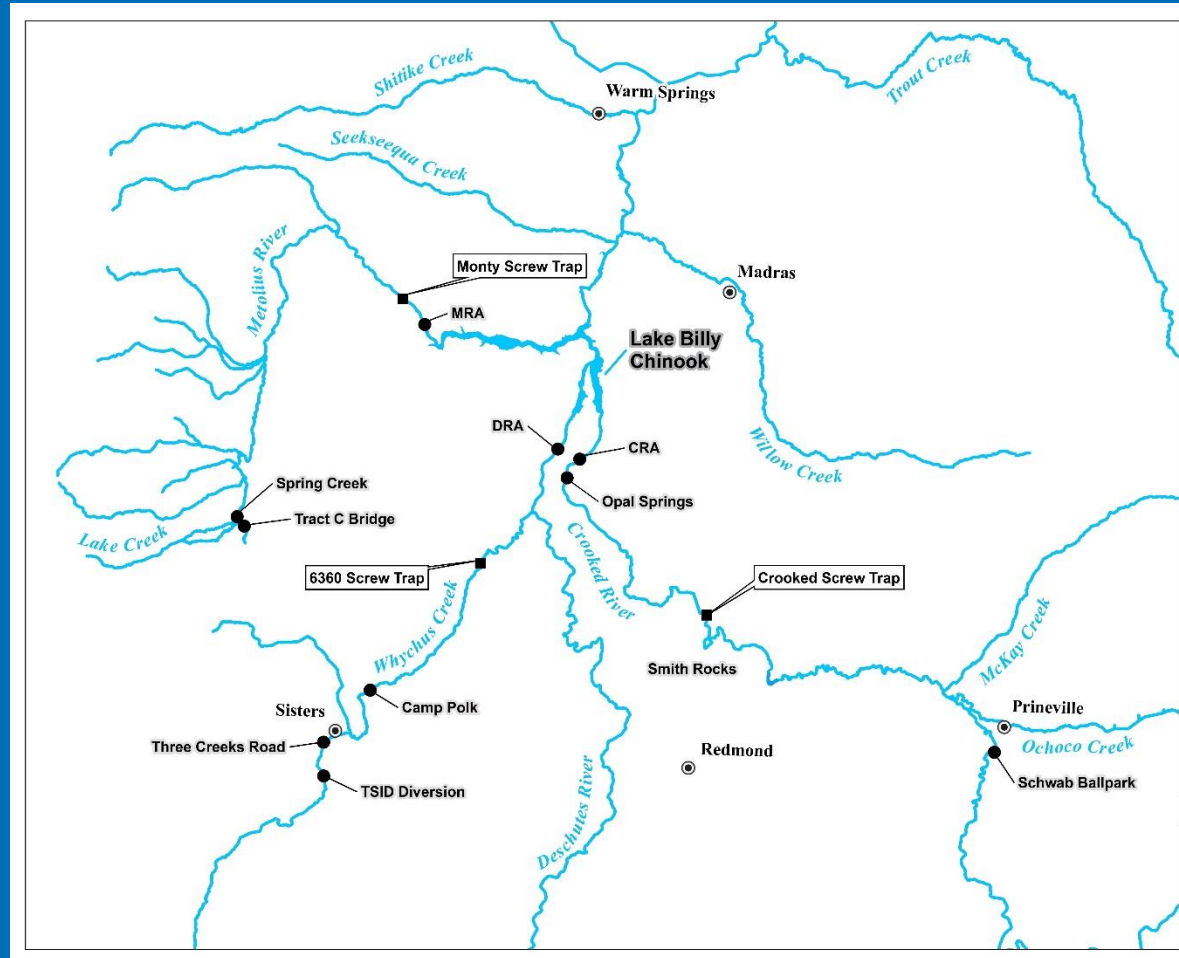 Shitike Creek
Warm Springs
Trout Creek
Seekseequa Creek
Metolius River
Monty Screw Trap
Madras
MRA
Lake Billy
Chinook
DRA
CRA
Willow Creek
Opal Springs
Spring Creek
Tract C Bridge
Lake Creek
6360 Screw Trap
Crooked River
Crooked Screw Trap
McKay Creek
Whychus Creek
Smith Rocks
Camp Polk
Sisters
Prineville
Three Creeks Road
Redmond
Ochoco Creek
TSID Diversion
Schwab Ballpark
Deschutes River